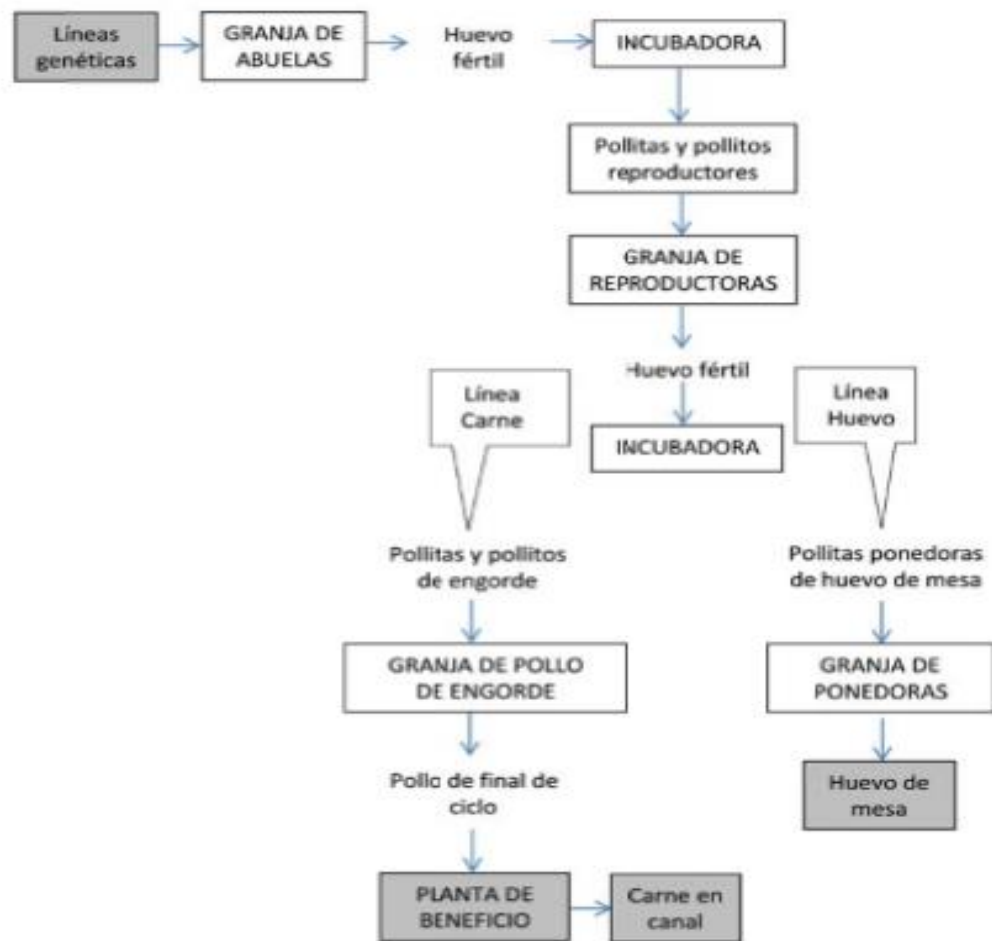 Líneas
genéticas
GRANJA DE
ABUELAS
Huevo
fértil
INCUBADORA
Pollitas y pollitos
reproductores
GRANJA DE
REPRODUCTORAS
Huevo fértil
INCUBADORA
Línea
Carne
Línea
Huevo
Pollitas y pollitos
de engorde
Pollitas ponedoras
de huevo de mesa
GRANJA DE POLLO
DE ENGORDE
GRANJA DE
PONEDORAS
Pollo de final de
ciclo
Huevo de
mesa
PLANTA DE
BENEFICIO
Carne en
canal